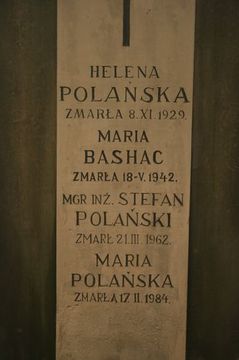 HELENA
POLAŃSKA
ZMARŁA 8.XI.1929.
MARIA
BASHAC
ZMARŁA 18-V-1942.
MGR INŻ. STEFAN
POLAŃSKI
ZMARŁ 21.III.1962.
MARIA
POLAŃSKA
ZMARŁA 17 II 1984.